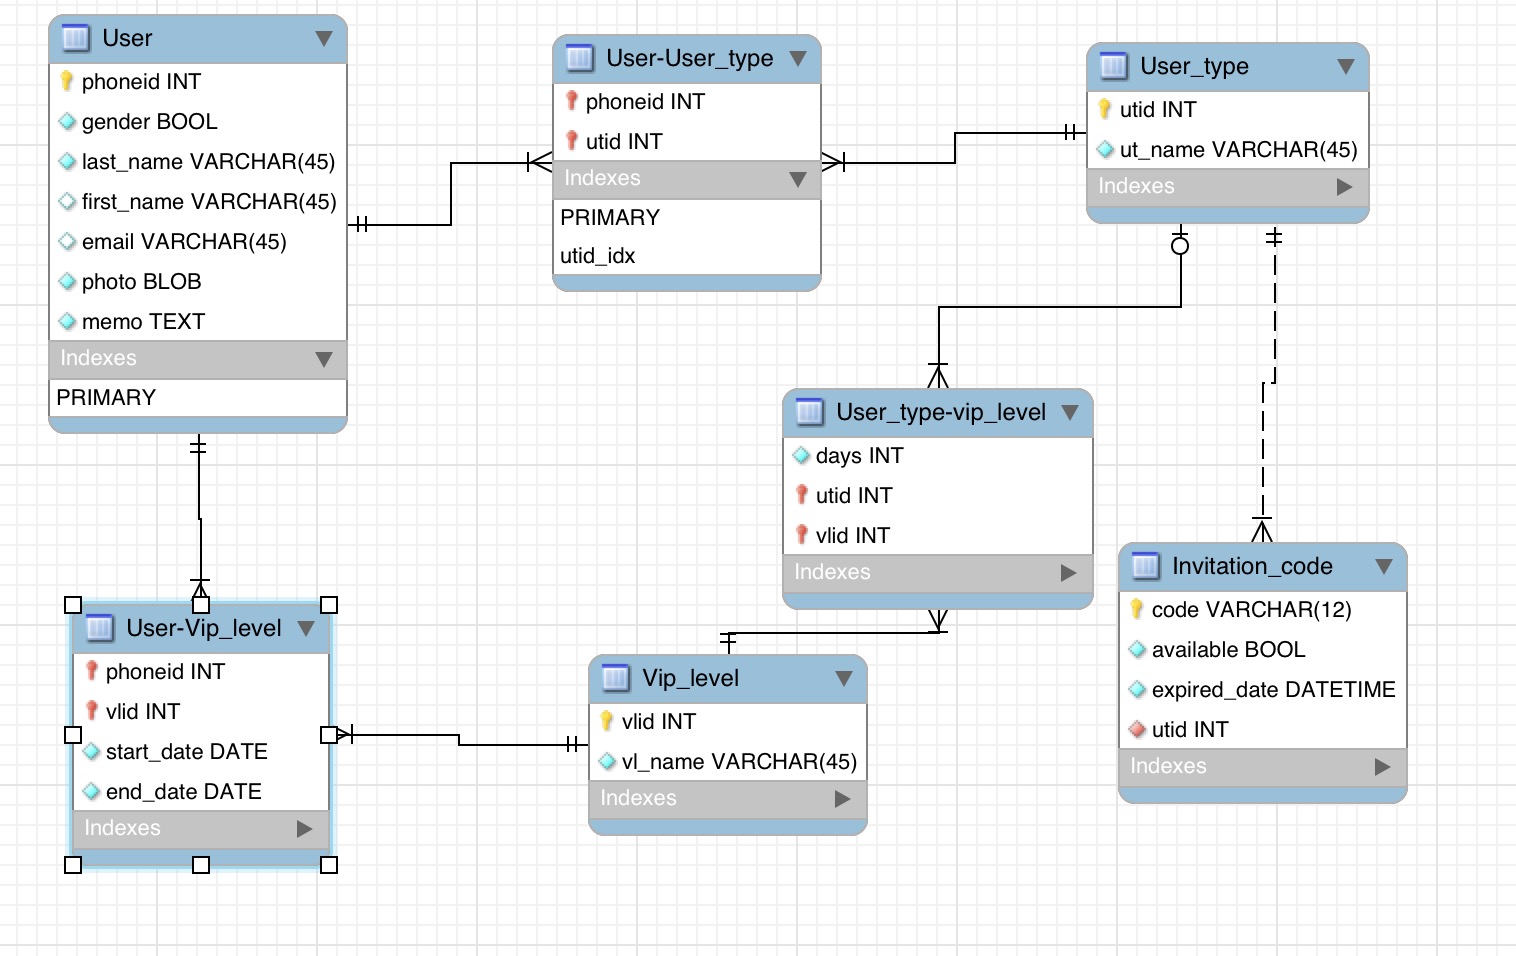 User
phoneid INT
gender BOOL
last_name VARCHAR(45)
first_name VARCHAR(45)
email VARCHAR(45)
photo BLOB
memo TEXT
Indexes
PRIMARY
User-User_type
phoneid INT
utid INT
Indexes
PRIMARY
utid_idx
User_type
utid INT
ut_name VARCHAR(45)
Indexes
User_type-vip_level
days INT
utid INT
vlid INT
Indexes
Invitation_code
code VARCHAR(12)
available BOOL
expired_date DATETIME
utid INT
Indexes
User-Vip_level
phoneid INT
vlid INT
start_date DATE
end_date DATE
Indexes
Vip_level
vlid INT
vl_name VARCHAR(45)
Indexes